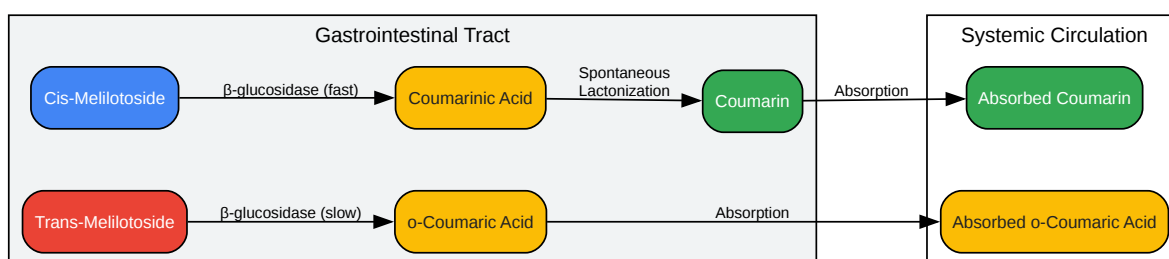 Gastrointestinal Tract
Systemic Circulation
Cis-Melilotoside
β-glucosidase (fast)
Coumarinic Acid
Spontaneous
Lactonization
Coumarin
Absorption
Absorbed Coumarin
Trans-Melilotoside
β-glucosidase (slow)
o-Coumaric Acid
Absorption
Absorbed o-Coumaric Acid